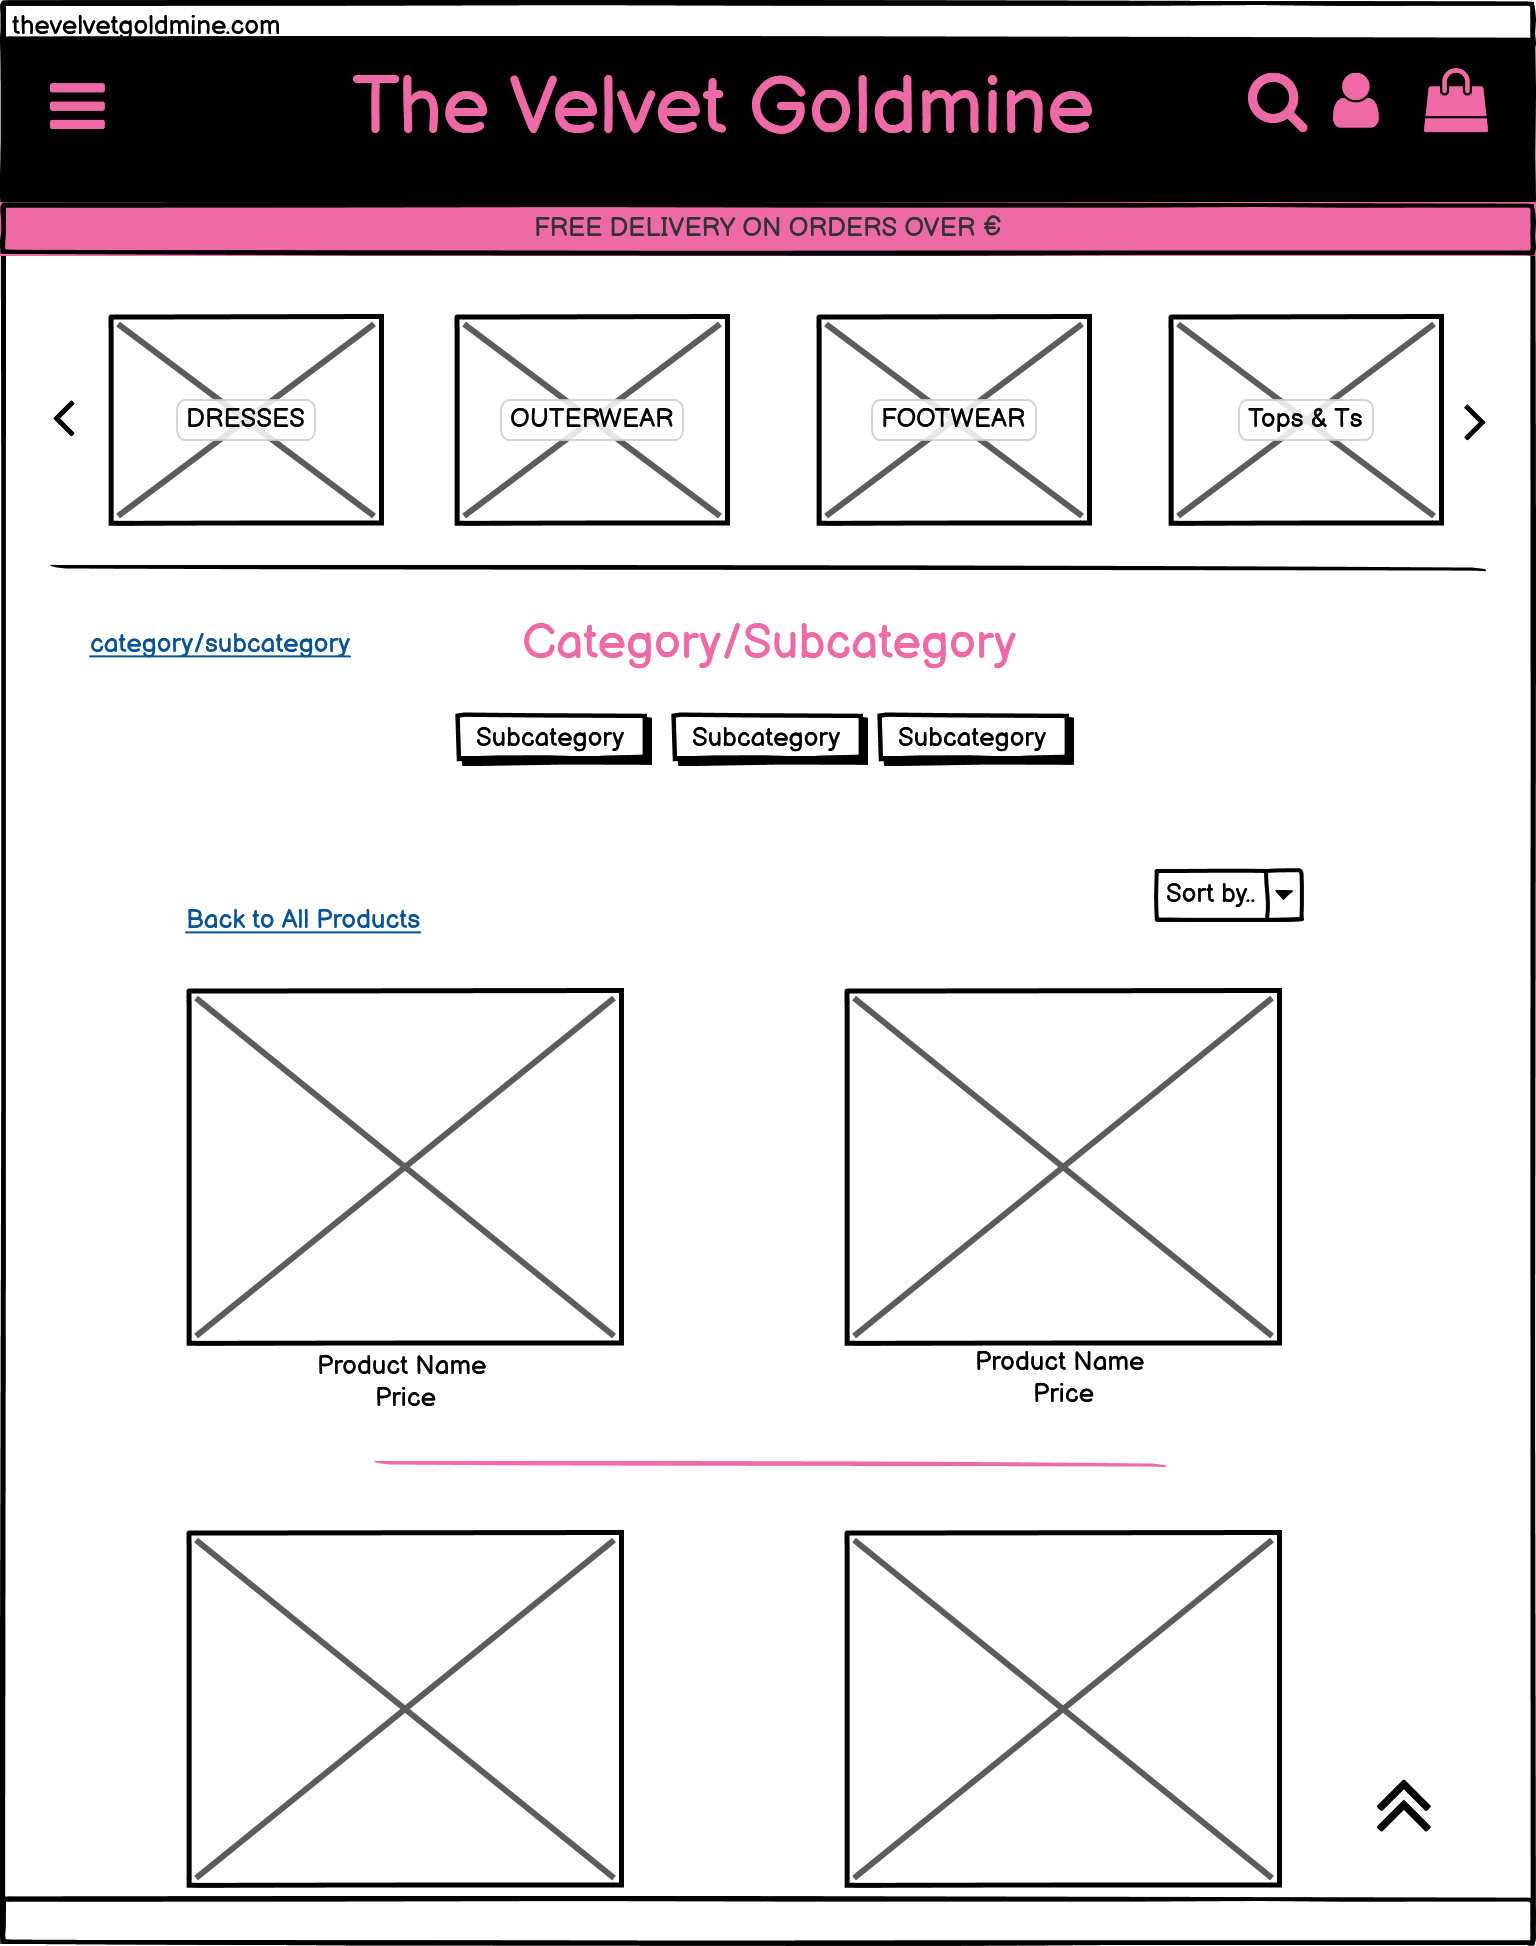 thevelvetgoldmine.com
The Velvet Goldmine
FREE DELIVERY ON ORDERS OVER €
DRESSES
OUTERWEAR
FOOTWEAR
Tops & Ts
category/subcategory
Category/Subcategory
Subcategory
Subcategory
Subcategory
Sort by..
Back to All Products
Product Name
Price
Product Name
Price